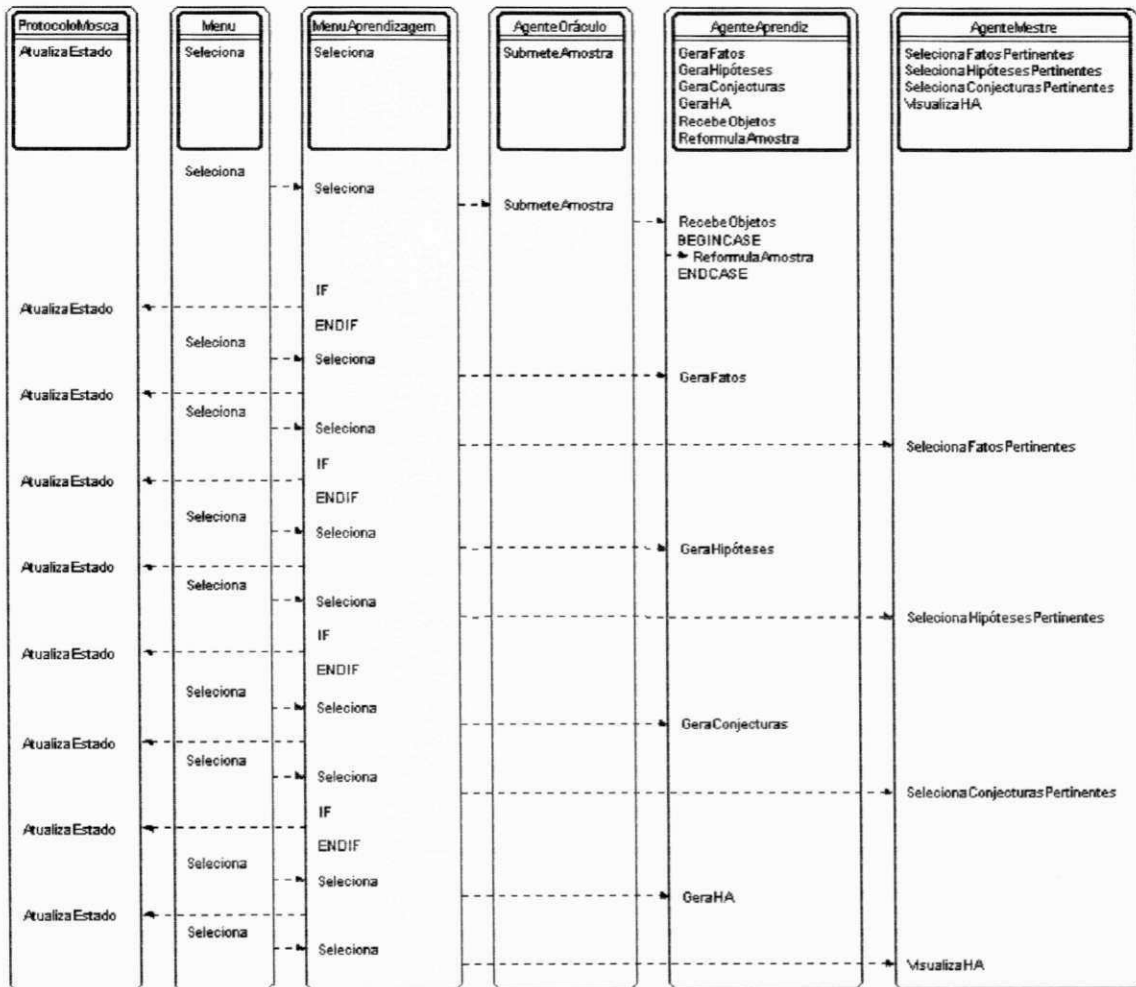 ProtocoloMosca Menu MenuAprendizagem AgenteOráculo AgenteAprendiz AgenteMestre
AtualizaEstado Seleciona Seleciona SubmeteAmostra GeraFatos SelecionaFatosPertinentes
GeraHipóteses SelecionaHipótesesPertinentes
GeraConjecturas SelecionaConjecturasPertinentes
GeraHA VisualizaHA
RecebeObjetos
ReformulaAmostra
Seleciona
Seleciona
SubmeteAmostra
RecebeObjetos
BEGINCASE
ReformulaAmostra
ENDCASE
IF
AtualizaEstado
ENDIF
Seleciona
Seleciona
GeraFatos
AtualizaEstado
Seleciona
Seleciona
SelecionaFatosPertinentes
IF
AtualizaEstado
ENDIF
Seleciona
Seleciona
GeraHipóteses
AtualizaEstado
Seleciona
Seleciona
SelecionaHipótesesPertinentes
IF
AtualizaEstado
ENDIF
Seleciona
Seleciona
GeraConjecturas
AtualizaEstado
Seleciona
Seleciona
SelecionaConjecturasPertinentes
IF
AtualizaEstado
ENDIF
Seleciona
Seleciona
GeraHA
AtualizaEstado
Seleciona
Seleciona
VisualizaHA